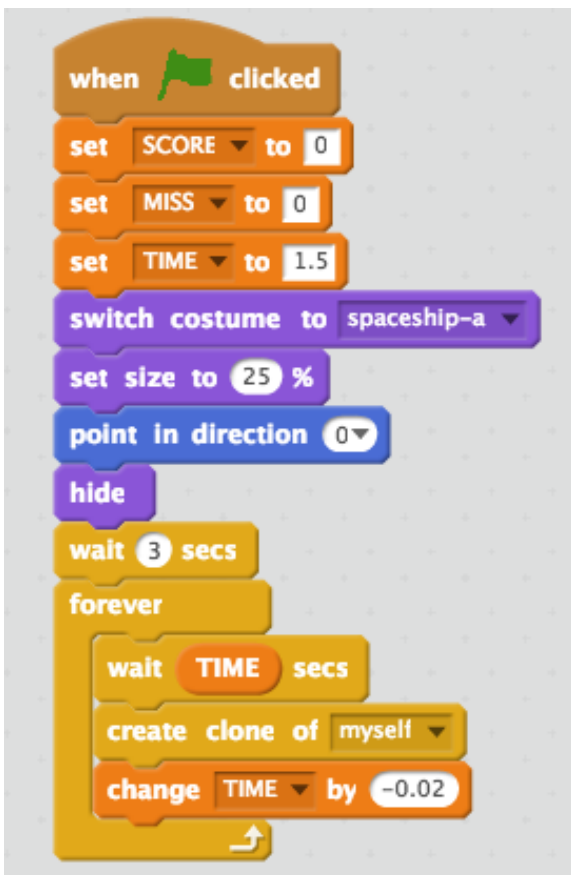 when clicked
set SCORE to 0
set MISS to 0
set TIME to 1.5
switch costume to spaceship-a
set size to 25 %
point in direction 0
hide
wait 3 secs
forever
wait TIME secs
create clone of myself
change TIME by -0.02